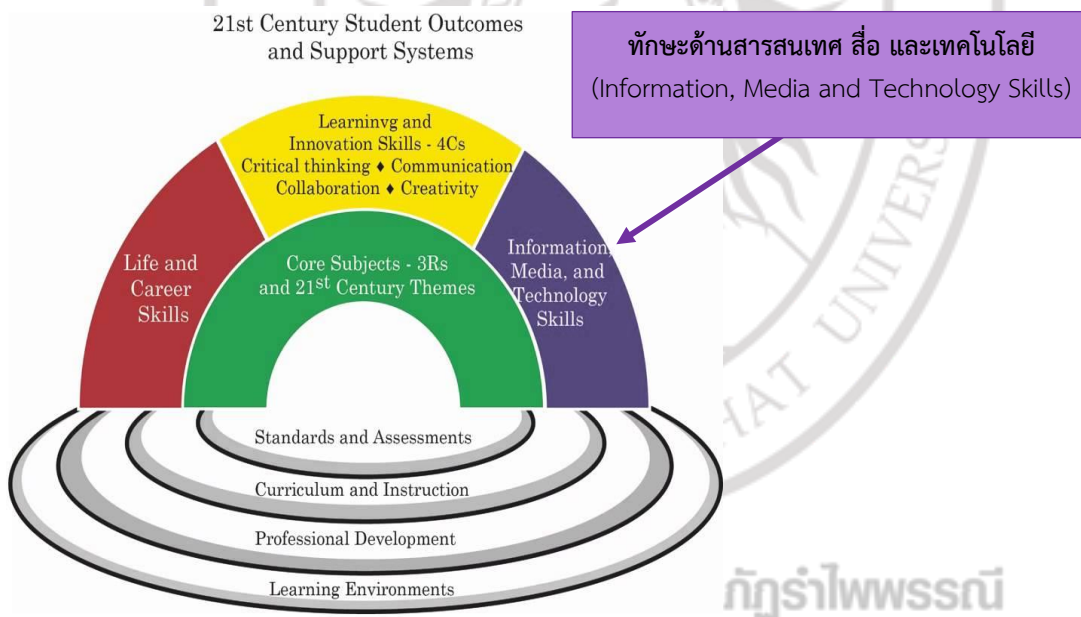 21st Century Student Outcomes
and Support Systems
ทักษะด้านสารสนเทศ สื่อ และเทคโนโลยี
(Information, Media and Technology Skills)
Learninvg and
Innovation Skills - 4Cs
Critical thinking ♦ Communication
Collaboration ♦ Creativity
Life and
Career
Skills
Core Subjects - 3Rs
and 21st Century Themes
Information,
Media, and
Technology
Skills
Standards and Assessments
Curriculum and Instruction
Professional Development
Learning Environments
HAT UNIVERS
ภัฏรำไพพรรณี